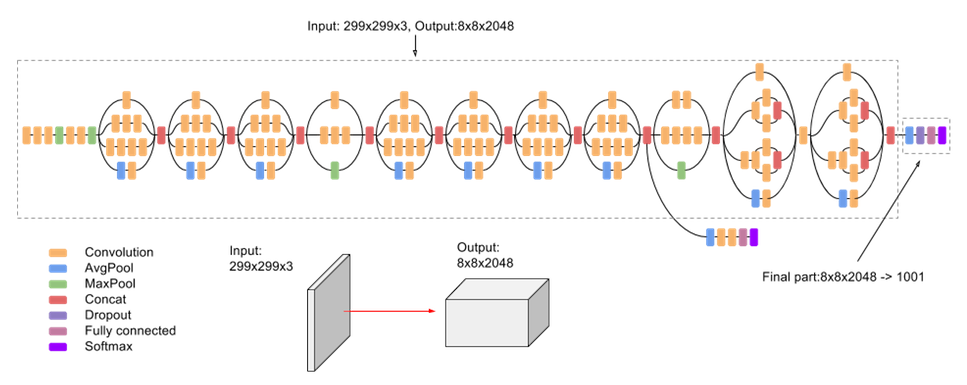 Input: 299x299x3, Output:8x8x2048
Input:
299x299x3
Output:
8x8x2048
Final part:8x8x2048 -> 1001
Convolution
AvgPool
MaxPool
Concat
Dropout
Fully connected
Softmax